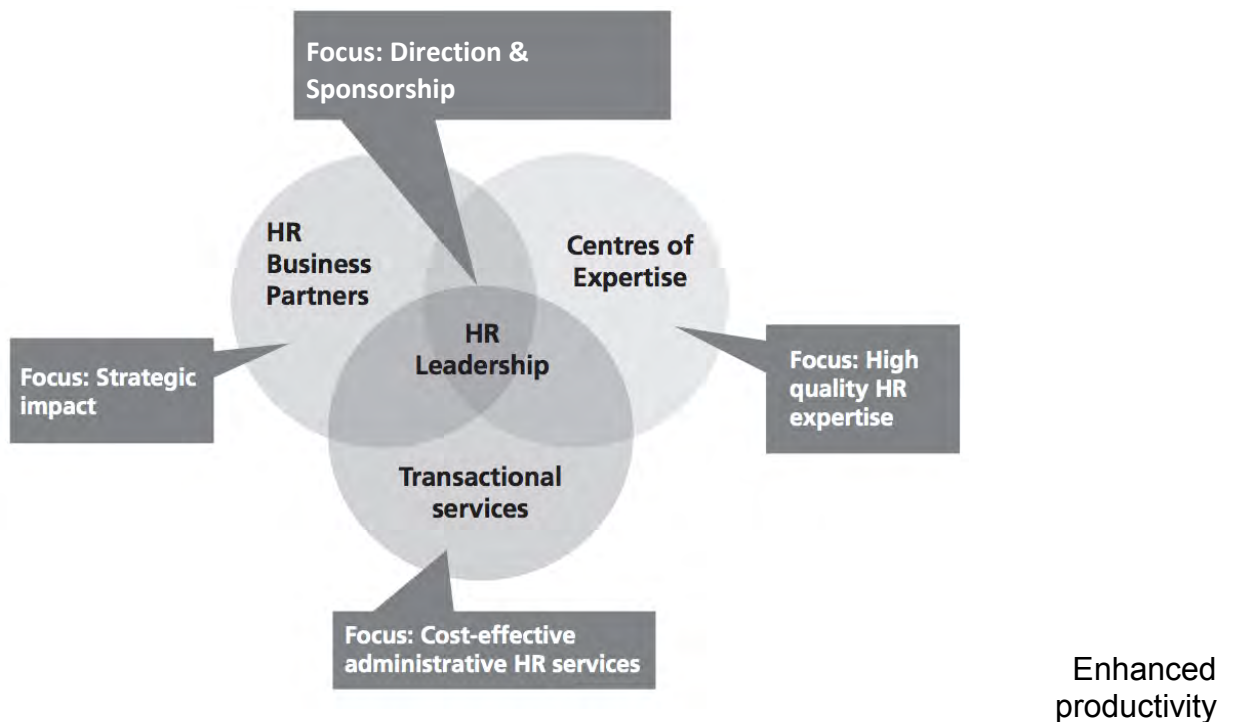 Focus: Direction &
Sponsorship
HR
Business
Partners
Centres of
Expertise
HR
Leadership
Focus: Strategic
impact
Focus: High
quality HR
expertise
Transactional
services
Focus: Cost-effective
administrative HR services
Enhanced
productivity